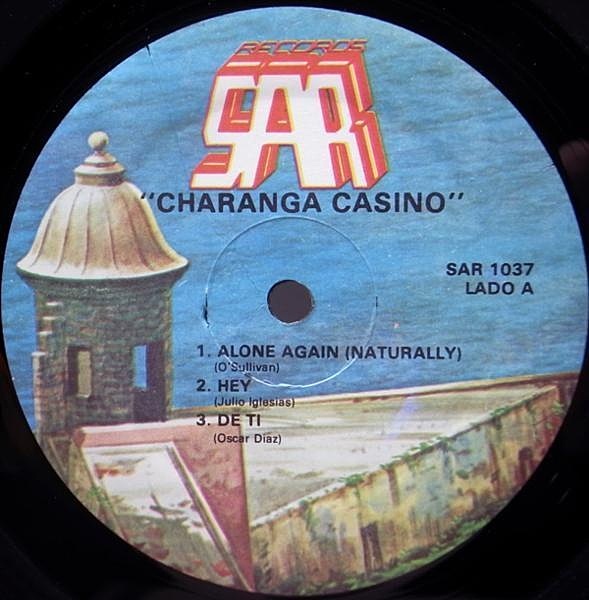 RECORDS
SAR
"CHARANGA CASINO"
SAR 1037
LADO A
1. ALONE AGAIN (NATURALLY)
(O'Sullivan)
2. HEY
(Julio Iglesias)
3. DE TI
(Oscar Diaz)